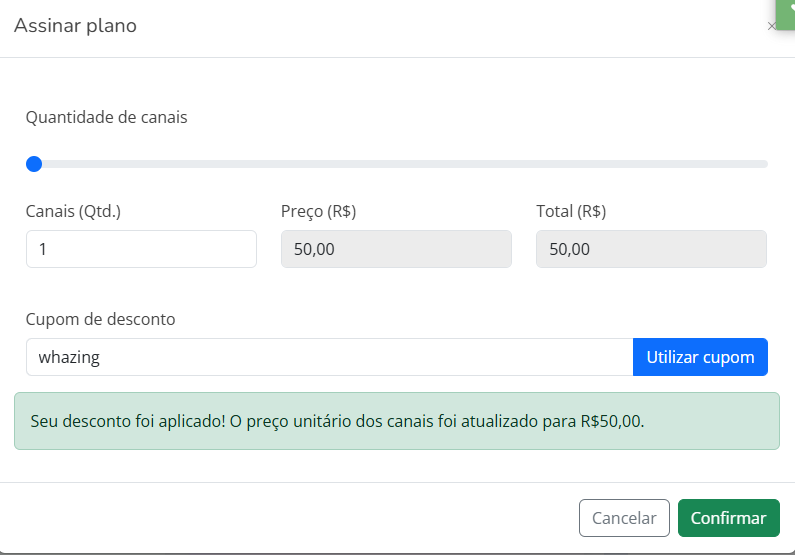 Assinar plano
×
Quantidade de canais
Canais (Qtd.) Preço (R$) Total (R$)
1 50,00 50,00
Cupom de desconto
whazing Utilizar cupom
Seu desconto foi aplicado! O preço unitário dos canais foi atualizado para R$50,00.
Cancelar Confirmar